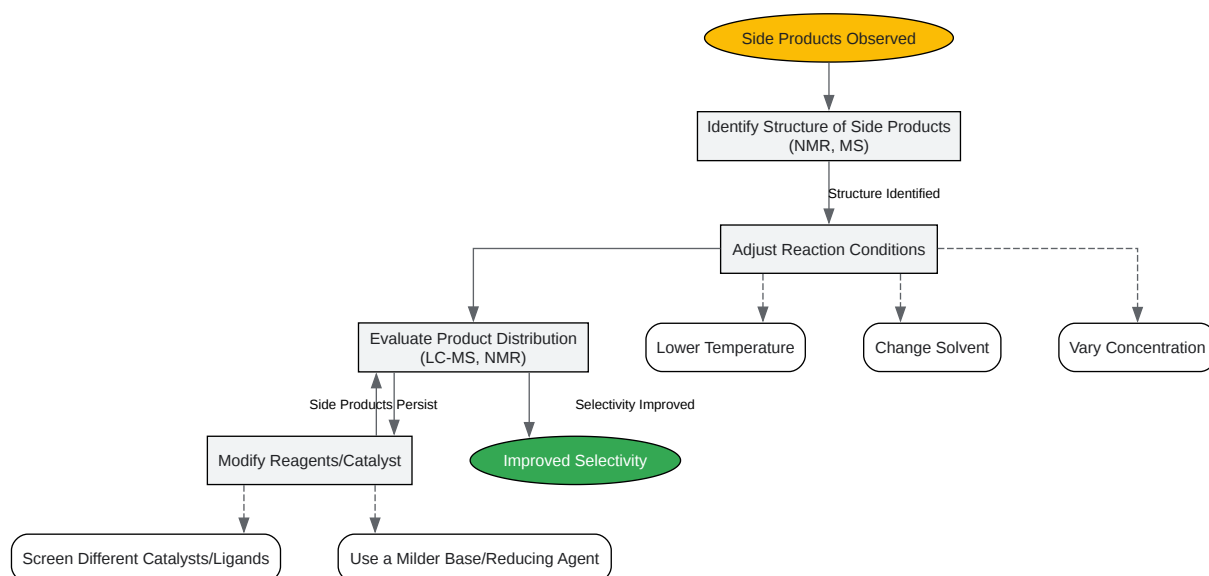 Side Products Observed
Identify Structure of Side Products
(NMR, MS)
Structure Identified
Adjust Reaction Conditions
Evaluate Product Distribution
(LC-MS, NMR)
Lower Temperature
Change Solvent
Vary Concentration
Side Products Persist
Selectivity Improved
Modify Reagents/Catalyst
Improved Selectivity
Screen Different Catalysts/Ligands
Use a Milder Base/Reducing Agent